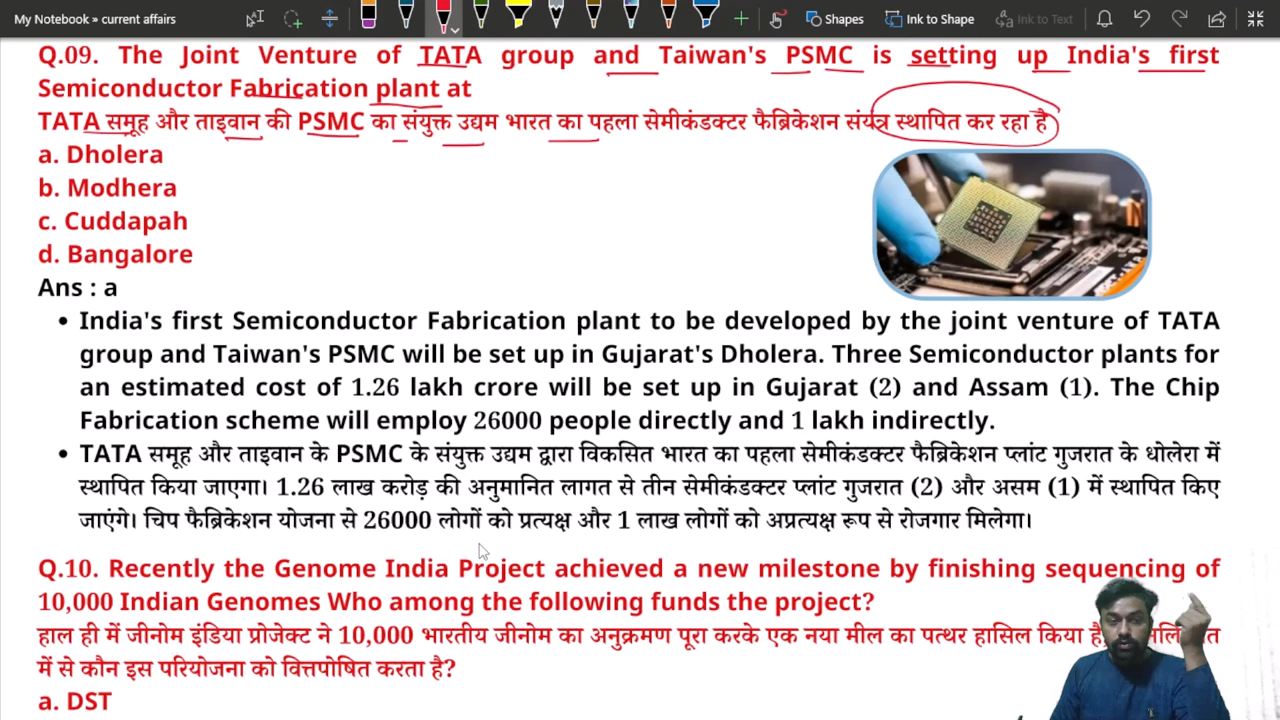 My Notebook » current affairs
Shapes
Ink to Shape
Ink to Text
Q.09. The Joint Venture of TATA group and Taiwan's PSMC is setting up India's first
Semiconductor Fabrication plant at
TATA समूह और ताइवान की PSMC का संयुक्त उद्यम भारत का पहला सेमीकंडक्टर फैब्रिकेशन संयंत्र स्थापित कर रहा है
a. Dholera
b. Modhera
c. Cuddapah
d. Bangalore
Ans : a
• India's first Semiconductor Fabrication plant to be developed by the joint venture of TATA
group and Taiwan's PSMC will be set up in Gujarat's Dholera. Three Semiconductor plants for
an estimated cost of 1.26 lakh crore will be set up in Gujarat (2) and Assam (1). The Chip
Fabrication scheme will employ 26000 people directly and 1 lakh indirectly.
• TATA समूह और ताइवान के PSMC के संयुक्त उद्यम द्वारा विकसित भारत का पहला सेमीकंडक्टर फैब्रिकेशन प्लांट गुजरात के धोलेरा में
स्थापित किया जाएगा। 1.26 लाख करोड़ की अनुमानित लागत से तीन सेमीकंडक्टर प्लांट गुजरात (2) और असम (1) में स्थापित किए
जाएंगे। चिप फैब्रिकेशन योजना से 26000 लोगों को प्रत्यक्ष और 1 लाख लोगों को अप्रत्यक्ष रूप से रोजगार मिलेगा।
Q.10. Recently the Genome India Project achieved a new milestone by finishing sequencing of
10,000 Indian Genomes Who among the following funds the project?
हाल ही में जीनोम इंडिया प्रोजेक्ट ने 10,000 भारतीय जीनोम का अनुक्रमण पूरा करके एक नया मील का पत्थर हासिल किया है
में से कौन इस परियोजना को वित्तपोषित करता है?
a. DST